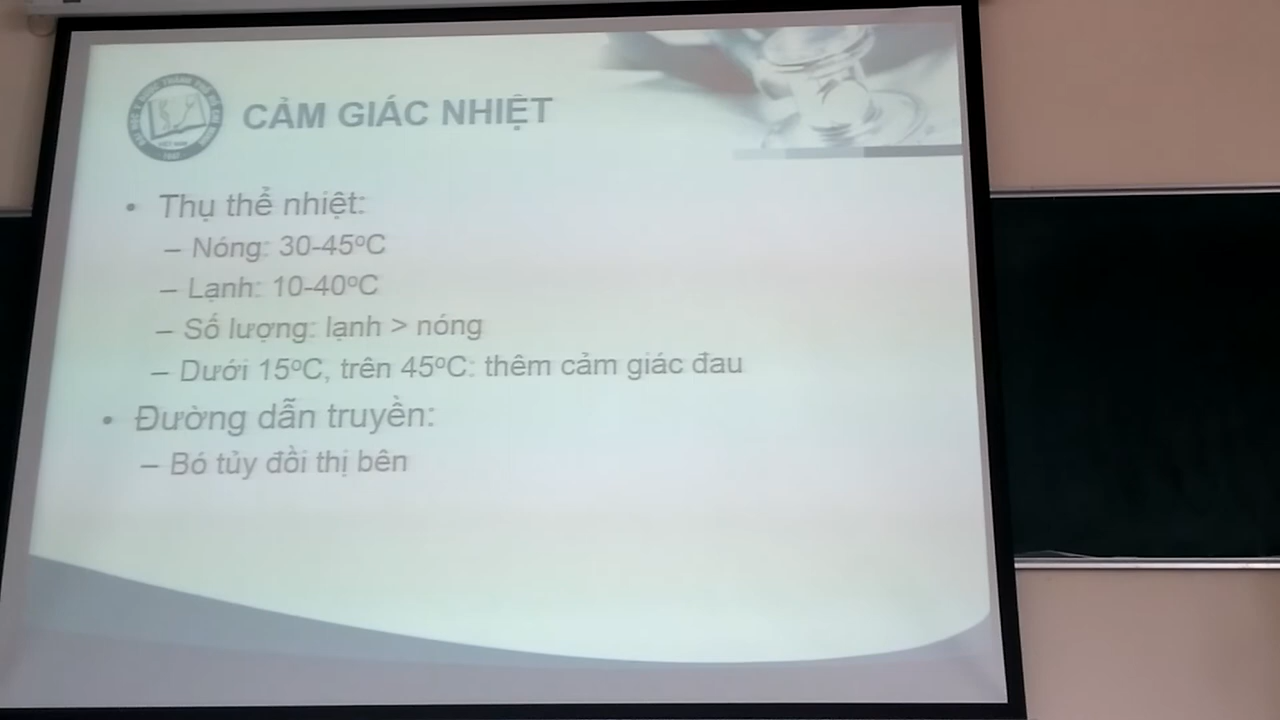 CẢM GIÁC NHIỆT
• Thụ thể nhiệt:
– Nóng: 30-45ºC
– Lạnh: 10-40ºC
– Số lượng: lạnh > nóng
– Dưới 15ºC, trên 45ºC: thêm cảm giác đau
• Đường dẫn truyền:
– Bó tủy đồi thị bên